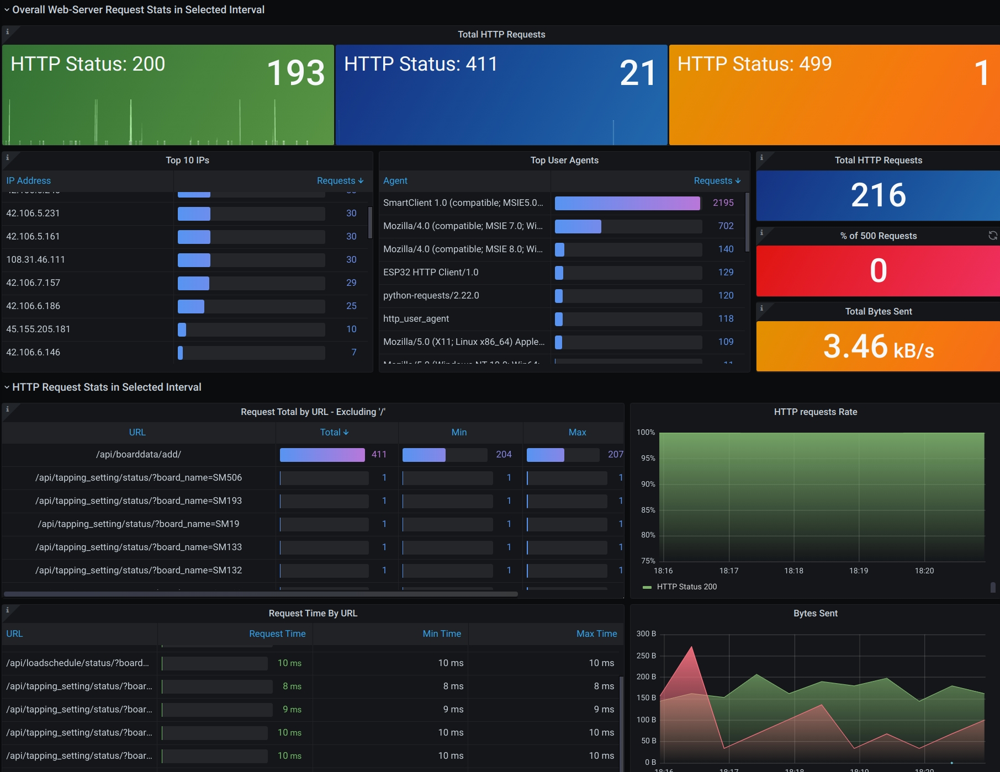 Overall Web-Server Request Stats in Selected Interval
Total HTTP Requests
HTTP Status: 200
193
HTTP Status: 411
21
HTTP Status: 499
1
Top 10 IPs
IP Address Requests
42.106.5.231 30
42.106.5.161 30
108.31.46.111 30
42.106.7.157 29
42.106.6.186 25
45.155.205.181 10
42.106.6.146 7
Top User Agents
Agent Requests
SmartClient 1.0 (compatible; MSIE5.0... 2195
Mozilla/4.0 (compatible; MSIE 7.0; Wi... 702
Mozilla/4.0 (compatible; MSIE 8.0; Wi... 140
ESP32 HTTP Client/1.0 129
python-requests/2.22.0 120
http_user_agent 118
Mozilla/5.0 (X11; Linux x86_64) Apple... 109
Total HTTP Requests
216
% of 500 Requests
0
Total Bytes Sent
3.46 kB/s
HTTP Request Stats in Selected Interval
Request Total by URL - Excluding '/'
URL Total Min Max
/api/boarddata/add/ 411 204 207
/api/tapping_setting/status/?board_name=SM506 1 1 1
/api/tapping_setting/status/?board_name=SM193 1 1 1
/api/tapping_setting/status/?board_name=SM19 1 1 1
/api/tapping_setting/status/?board_name=SM133 1 1 1
/api/tapping_setting/status/?board_name=SM132 1 1 1
HTTP requests Rate
100%
95%
90%
85%
80%
75%
18:16 18:17 18:18 18:19 18:20
HTTP Status 200
Request Time By URL
URL Request Time Min Time Max Time
/api/loadschedule/status/?board... 10 ms 10 ms 10 ms
/api/tapping_setting/status/?boar... 8 ms 8 ms 8 ms
/api/tapping_setting/status/?boar... 9 ms 9 ms 9 ms
/api/tapping_setting/status/?boar... 10 ms 10 ms 10 ms
/api/tapping_setting/status/?boar... 10 ms 10 ms 10 ms
Bytes Sent
300 B
250 B
200 B
150 B
100 B
50 B
0 B
18:16 18:17 18:18 18:19 18:20